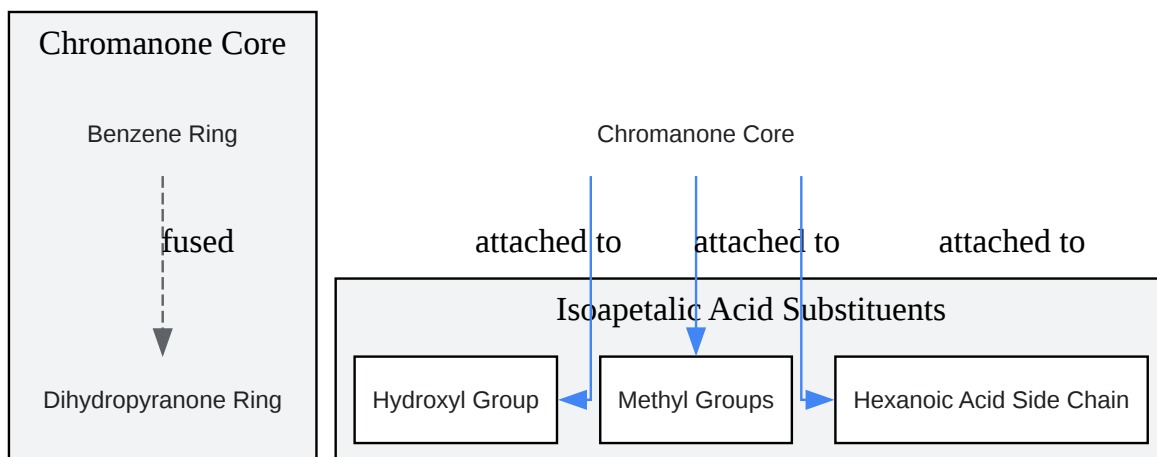 Chromanone Core
Benzene Ring
fused
Dihydropyranone Ring
Chromanone Core
attached to
attached to
attached to
Isoapetalic Acid Substituents
Hydroxyl Group
Methyl Groups
Hexanoic Acid Side Chain